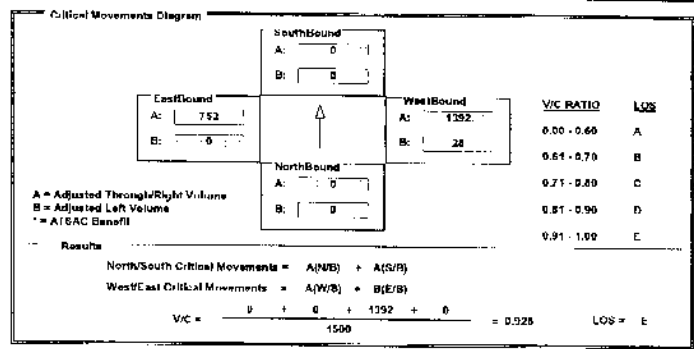 Critical Movements Diagram
SouthBound
A: 0
B: 0
EastBound
A: 752
B: 0
WestBound
A: 1392
B: 28
NorthBound
A: 0
B: 0
V/C RATIO LOS
0.00 - 0.60 A
0.61 - 0.70 B
0.71 - 0.80 C
0.81 - 0.90 D
0.91 - 1.00 E
A = Adjusted Through/Right Volume
B = Adjusted Left Volume
* = ATSAC Benefit
Results
North/South Critical Movements = A(N/B) + A(S/B)
West/East Critical Movements = A(W/B) + B(E/B)
V/C = 0 + 0 + 1392 + 0 = 0.928 LOS = E
1500